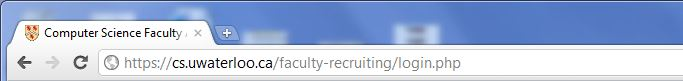 Computer Science Faculty
https://cs.uwaterloo.ca/faculty-recruiting/login.php